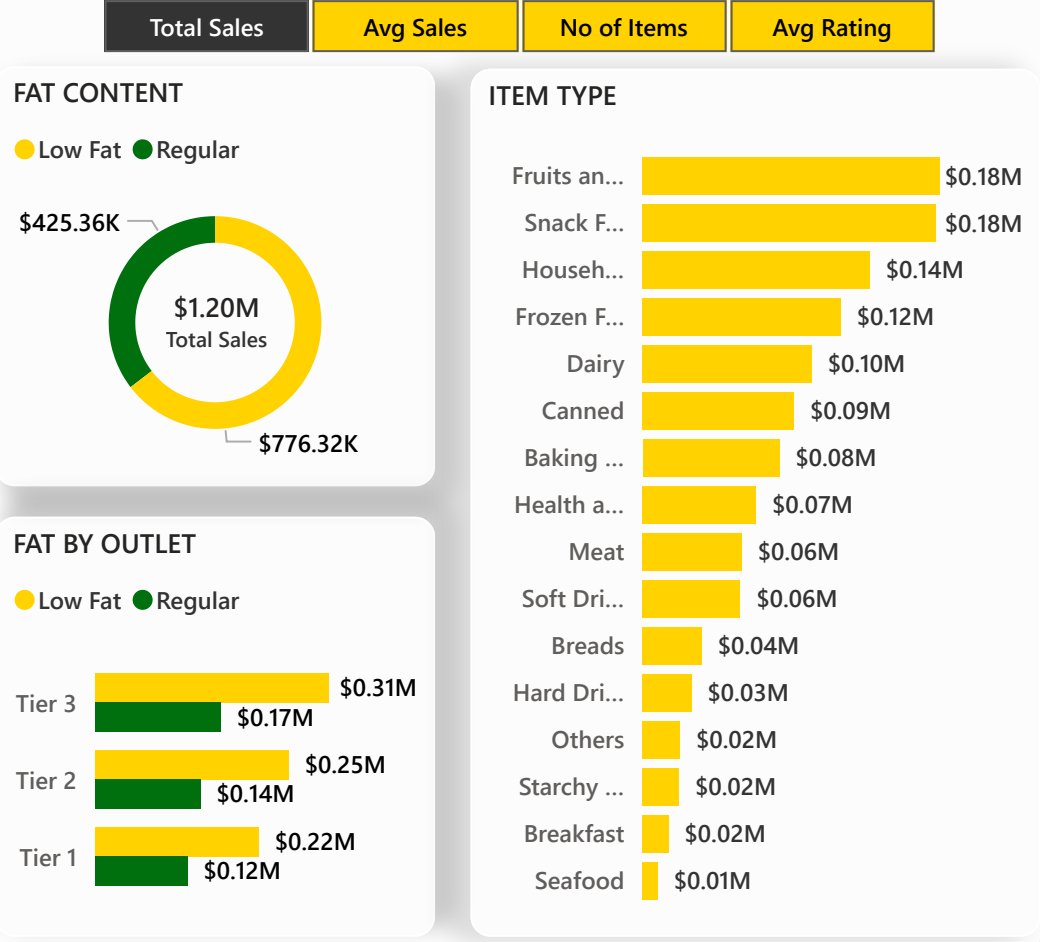 Total Sales Avg Sales No of Items Avg Rating
FAT CONTENT
Low Fat Regular
$425.36K
$1.20M
Total Sales
$776.32K
FAT BY OUTLET
Low Fat Regular
Tier 3 $0.31M
$0.17M
Tier 2 $0.25M
$0.14M
Tier 1 $0.22M
$0.12M
ITEM TYPE
Fruits an... $0.18M
Snack F... $0.18M
Househ... $0.14M
Frozen F... $0.12M
Dairy $0.10M
Canned $0.09M
Baking ... $0.08M
Health a... $0.07M
Meat $0.06M
Soft Dri... $0.06M
Breads $0.04M
Hard Dri... $0.03M
Others $0.02M
Starchy ... $0.02M
Breakfast $0.02M
Seafood $0.01M